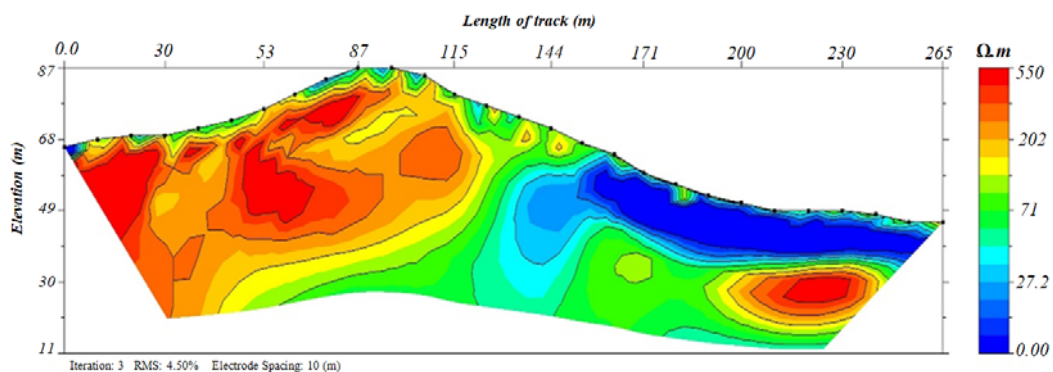 Length of track (m)
0.0 30 53 87 115 144 171 200 230 265
Ω.m
87
68
49
30
11
Elevation (m)
550
202
71
27.2
0.00
Iteration: 3 RMS: 4.50% Electrode Spacing: 10 (m)